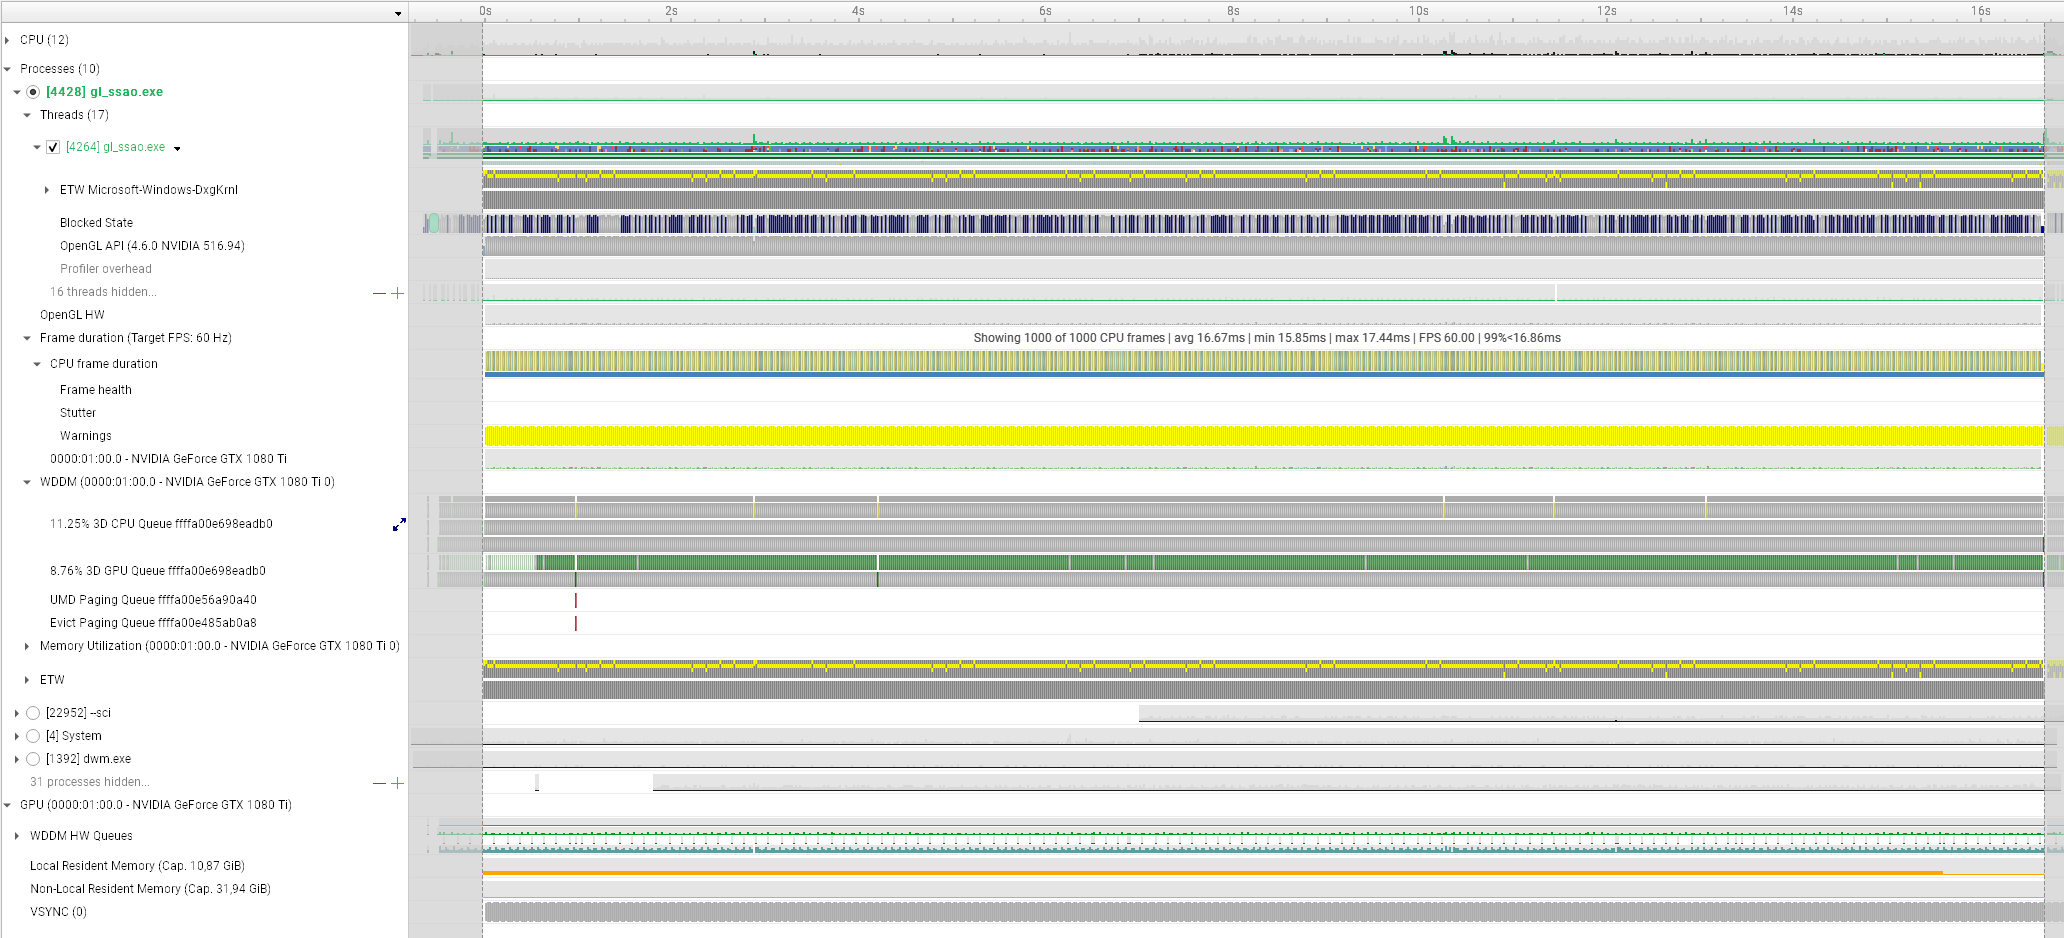 0s 2s 4s 6s 8s 10s 12s 14s 16s
CPU (12)
Processes (10)
[4428] gl_ssao.exe
Threads (17)
[4264] gl_ssao.exe
ETW Microsoft-Windows-DxgKrnl
Blocked State
OpenGL API (4.6.0 NVIDIA 516.94)
Profiler overhead
16 threads hidden...
OpenGL HW
Frame duration (Target FPS: 60 Hz)
Showing 1000 of 1000 CPU frames | avg 16.67ms | min 15.85ms | max 17.44ms | FPS 60.00 | 99%<16.86ms
CPU frame duration
Frame health
Stutter
Warnings
0000:01:00.0 - NVIDIA GeForce GTX 1080 Ti
WDDM (0000:01:00.0 - NVIDIA GeForce GTX 1080 Ti 0)
11.25% 3D CPU Queue ffffa00e698eadb0
8.76% 3D GPU Queue ffffa00e698eadb0
UMD Paging Queue ffffa00e56a90a40
Evict Paging Queue ffffa00e485ab0a8
Memory Utilization (0000:01:00.0 - NVIDIA GeForce GTX 1080 Ti 0)
ETW
[22952] --sci
[4] System
[1392] dwm.exe
31 processes hidden...
GPU (0000:01:00.0 - NVIDIA GeForce GTX 1080 Ti)
WDDM HW Queues
Local Resident Memory (Cap. 10,87 GiB)
Non-Local Resident Memory (Cap. 31,94 GiB)
VSYNC (0)